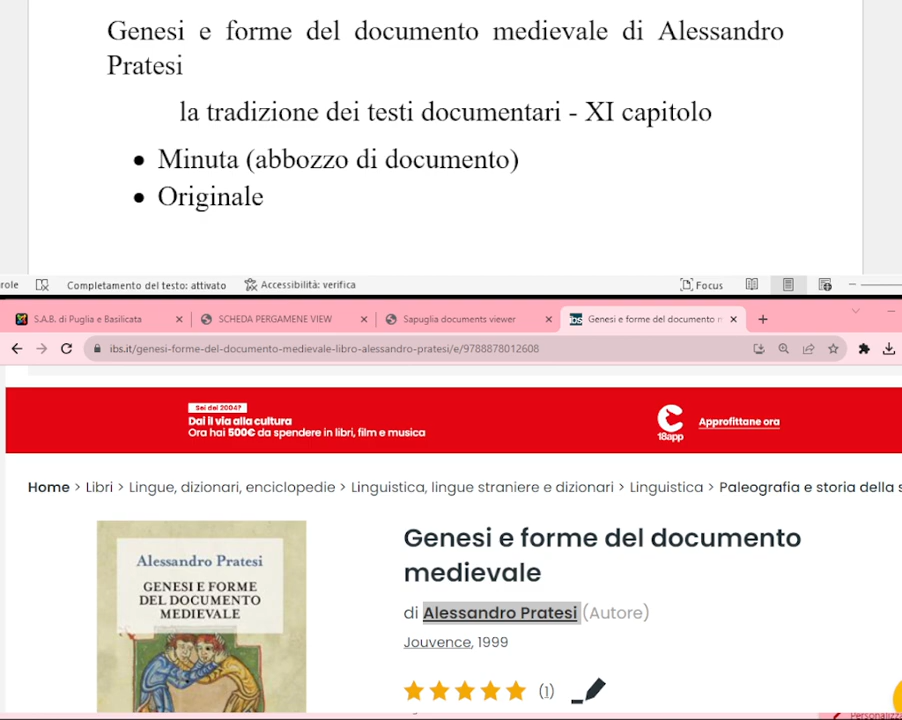 Genesi e forme del documento medievale di Alessandro
Pratesi
la tradizione dei testi documentari - XI capitolo
• Minuta (abbozzo di documento)
• Originale
Completamento del testo: attivato
Accessibilità: verifica
Focus
S.A.B. di Puglia e Basilicata
SCHEDA PERGAMENE VIEW
Sapuglia documents viewer
ibs
Genesi e forme del documento
ibs.it/genesi-forme-del-documento-medievale-libro-alessandro-pratesi/e/9788878012608
Sei del 2004?
Dai il via alla cultura
Ora hai 500€ da spendere in libri, film e musica
18app
Approfittane ora
Home > Libri > Lingue, dizionari, enciclopedie > Linguistica, lingue straniere e dizionari > Linguistica > Paleografia e storia della
Alessandro Pratesi
GENESI E FORME
DEL DOCUMENTO
MEDIEVALE
Genesi e forme del documento
medievale
di Alessandro Pratesi (Autore)
Jouvence, 1999
(1)